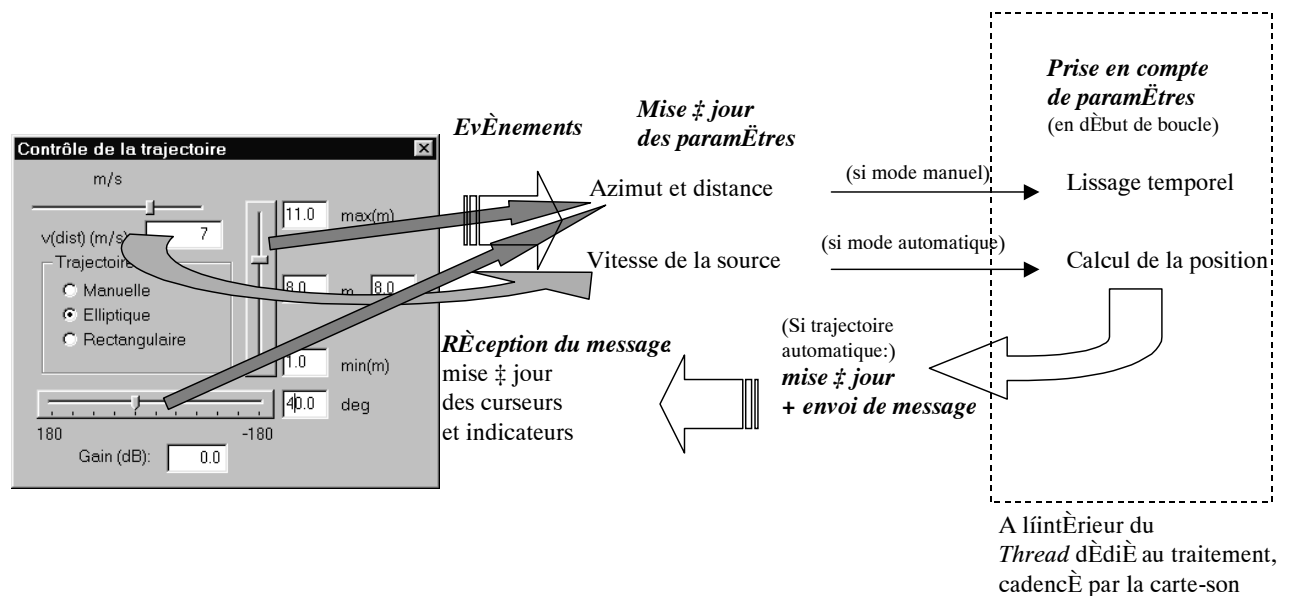 Prise en compte
de paramËtres
(en dÈbut de boucle)
Mise ‡ jour
des paramËtres
EvÈnements
Contrôle de la trajectoire
m/s
v(dist) (m/s)
7
11.0
max(m)
Trajectoire
Manuelle
Elliptique
Rectangulaire
8.0
m
8.0
1.0
min(m)
40.0
deg
180
-180
Gain (dB):
0.0
Azimut et distance
(si mode manuel)
Lissage temporel
Vitesse de la source
(si mode automatique)
Calcul de la position
RÈception du message
mise ‡ jour
des curseurs
et indicateurs
(Si trajectoire
automatique:)
mise ‡ jour
+ envoi de message
A líintÈrieur du
Thread dÈdiÈ au traitement,
cadencÈ par la carte-son